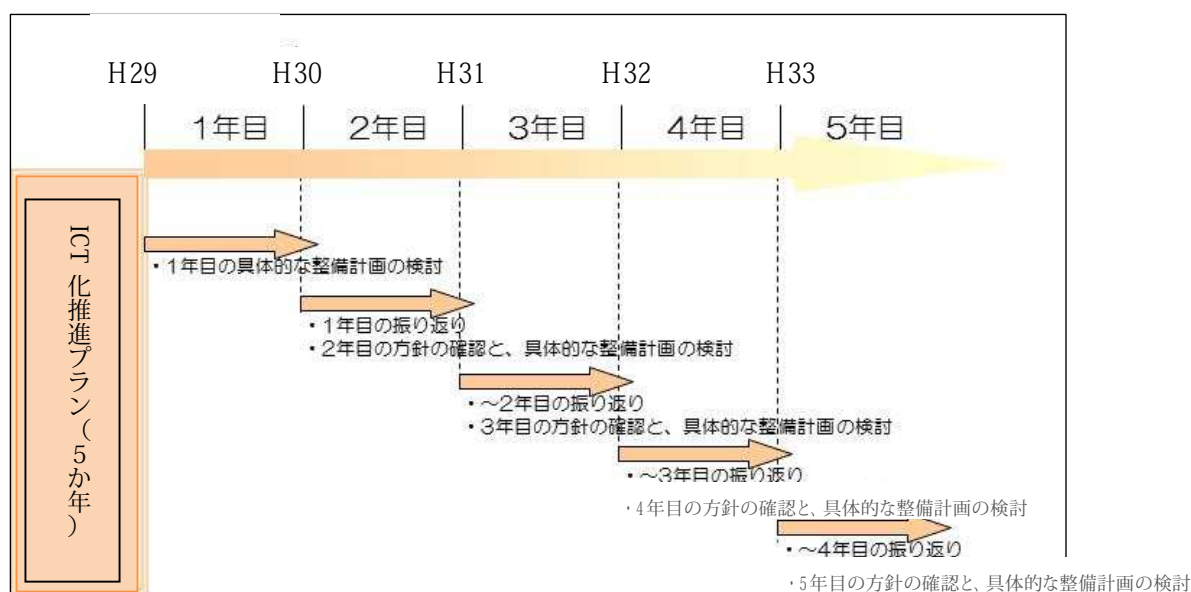 H29 H30 H31 H32 H33
1年目 2年目 3年目 4年目 5年目
ICT 化推進プラン(5か年)
・1年目の具体的な整備計画の検討
・1年目の振り返り
・2年目の方針の確認と、具体的な整備計画の検討
・~2年目の振り返り
・3年目の方針の確認と、具体的な整備計画の検討
・~3年目の振り返り
・4年目の方針の確認と、具体的な整備計画の検討
・~4年目の振り返り
・5年目の方針の確認と、具体的な整備計画の検討